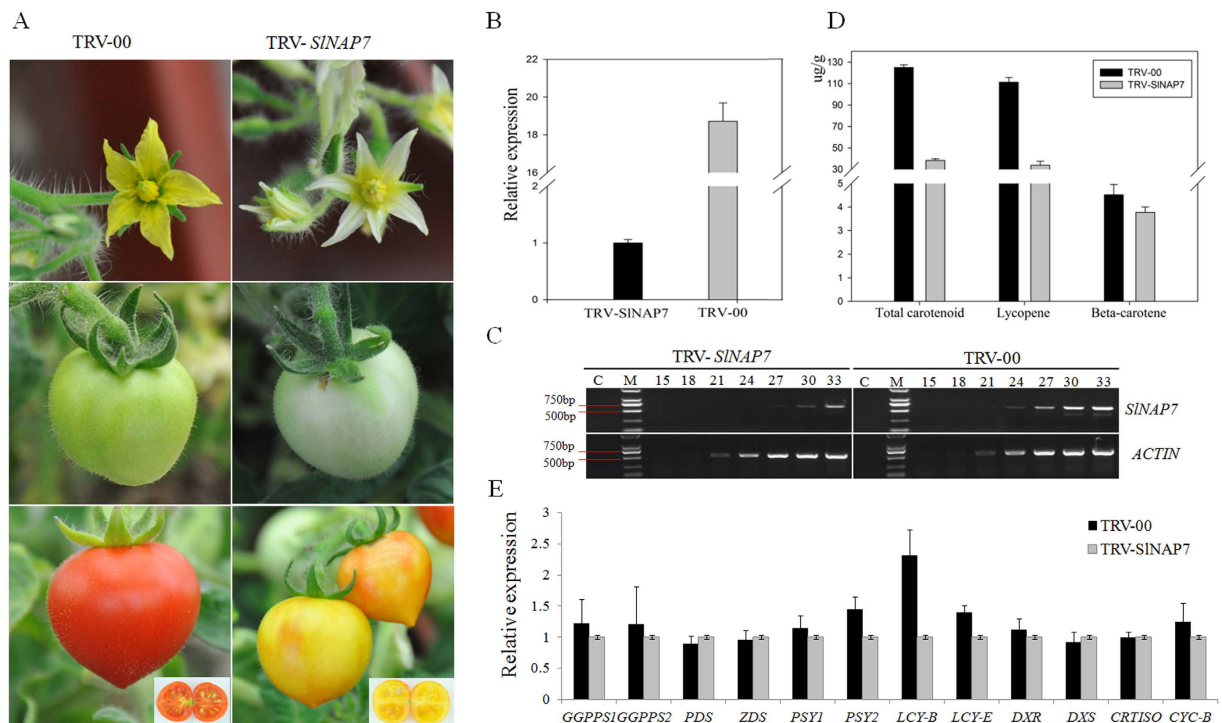 A
TRV-00
TRV- SlNAP7
B
Relative expression
22
20
18
16
2
1
0
TRV-SlNAP7
TRV-00
D
ug/g
130
110
90
70
50
30
5
4
3
2
1
0
TRV-00
TRV-SlNAP7
Total carotenoid
Lycopene
Beta-carotene
C
TRV- SlNAP7
TRV-00
C M 15 18 21 24 27 30 33
C M 15 18 21 24 27 30 33
750bp
500bp
SlNAP7
750bp
500bp
ACTIN
E
Relative expression
3
2.5
2
1.5
1
0.5
0
TRV-00
TRV-SlNAP7
GGPPS1 GGPPS2 PDS ZDS PSY1 PSY2 LCY-B LCY-E DXR DXS CRTISO CYC-B